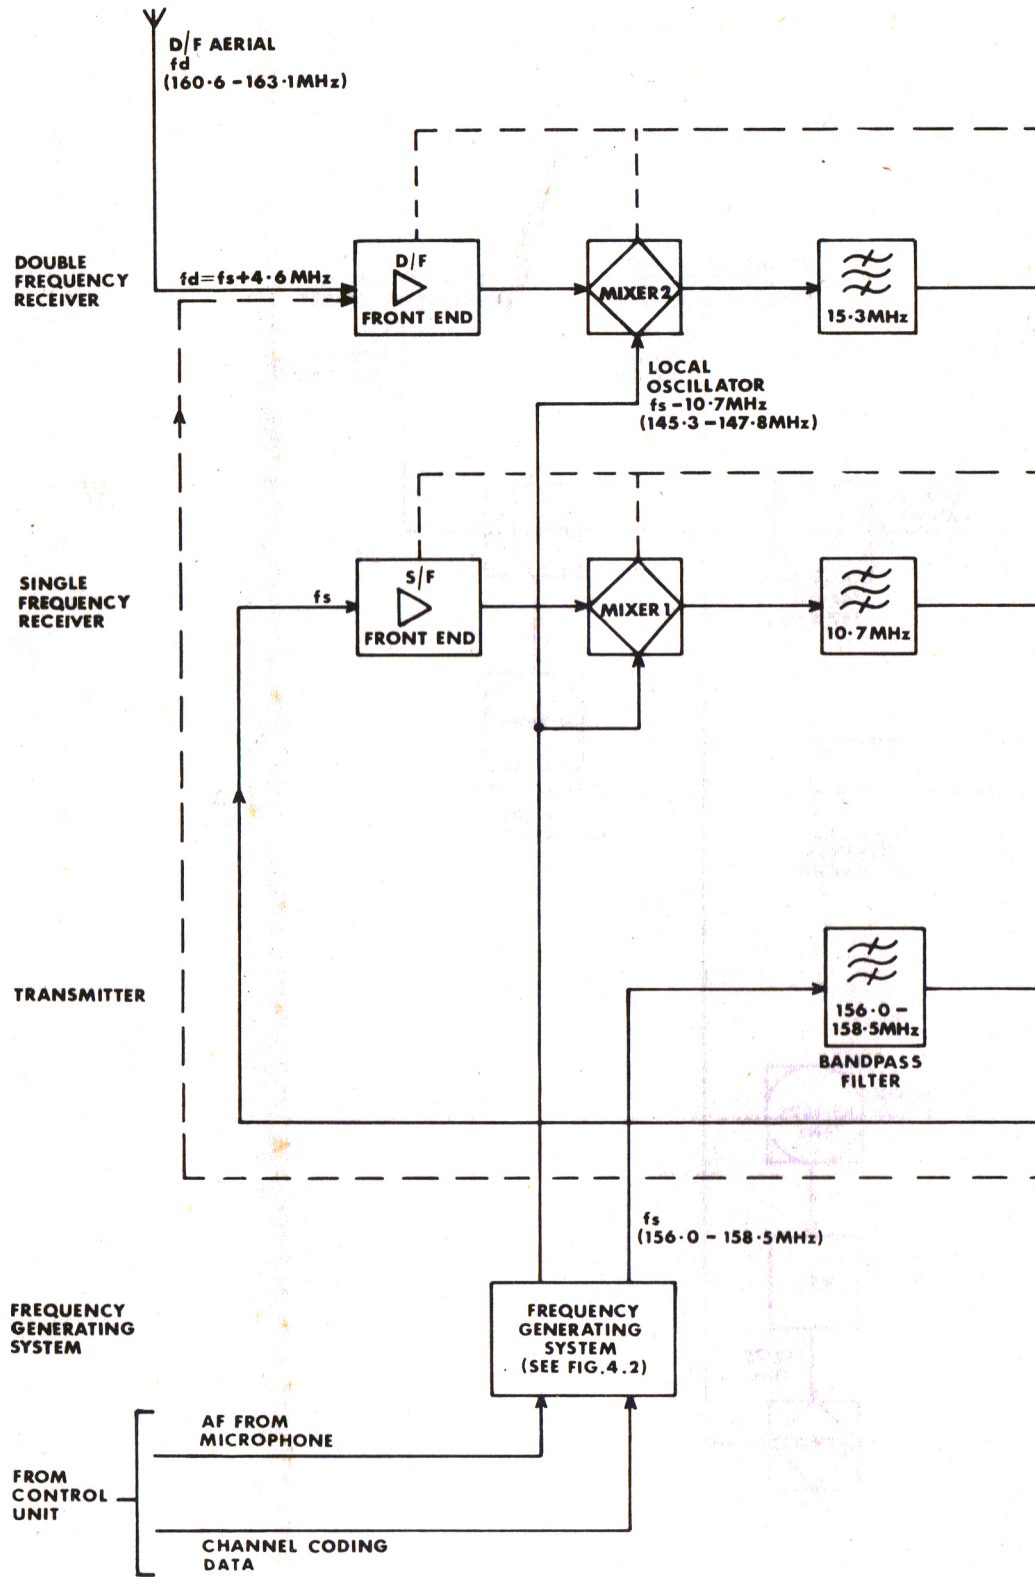 D/F AERIAL
fd
(160·6 – 163·1MHz)
DOUBLE
FREQUENCY
RECEIVER
fd=fs+4·6MHz
D/F
FRONT END
MIXER 2
15·3MHz
LOCAL
OSCILLATOR
fs –10·7MHz
(145·3 –147·8MHz)
SINGLE
FREQUENCY
RECEIVER
fs
S/F
FRONT END
MIXER 1
10·7MHz
TRANSMITTER
156·0 –
158·5MHz
BANDPASS
FILTER
fs
(156·0 – 158·5MHz)
FREQUENCY
GENERATING
SYSTEM
FREQUENCY
GENERATING
SYSTEM
(SEE FIG.4.2)
AF FROM
MICROPHONE
FROM
CONTROL
UNIT
CHANNEL CODING
DATA